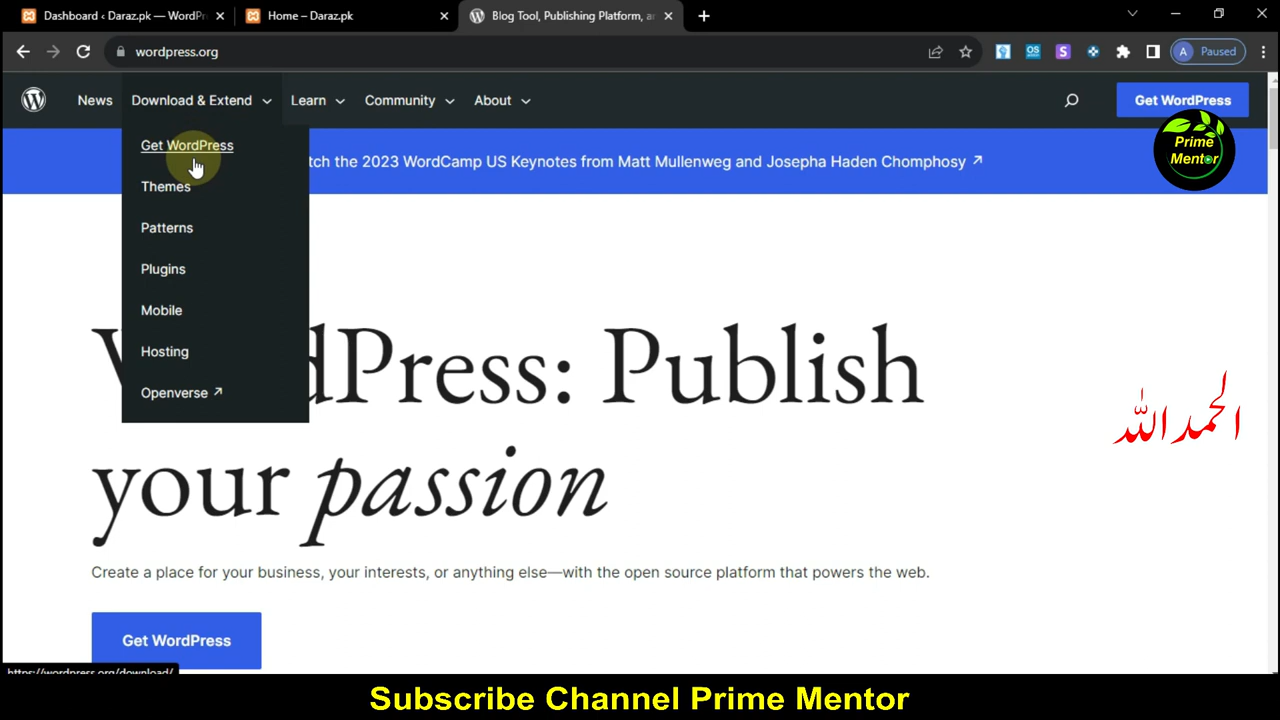 Dashboard ‹ Daraz.pk — WordPr
Home – Daraz.pk
Blog Tool, Publishing Platform, a
wordpress.org
A Paused
News
Download & Extend
Learn
Community
About
Get WordPress
Get WordPress
tch the 2023 WordCamp US Keynotes from Matt Mullenweg and Josepha Haden Chomphosy ↗
Prime
Mentor
Themes
Patterns
Plugins
Mobile
Hosting
Openverse ↗
dPress: Publish
your passion
الحمد اللہ
Create a place for your business, your interests, or anything else—with the open source platform that powers the web.
Get WordPress
https://wordpress.org/download/
Subscribe Channel Prime Mentor